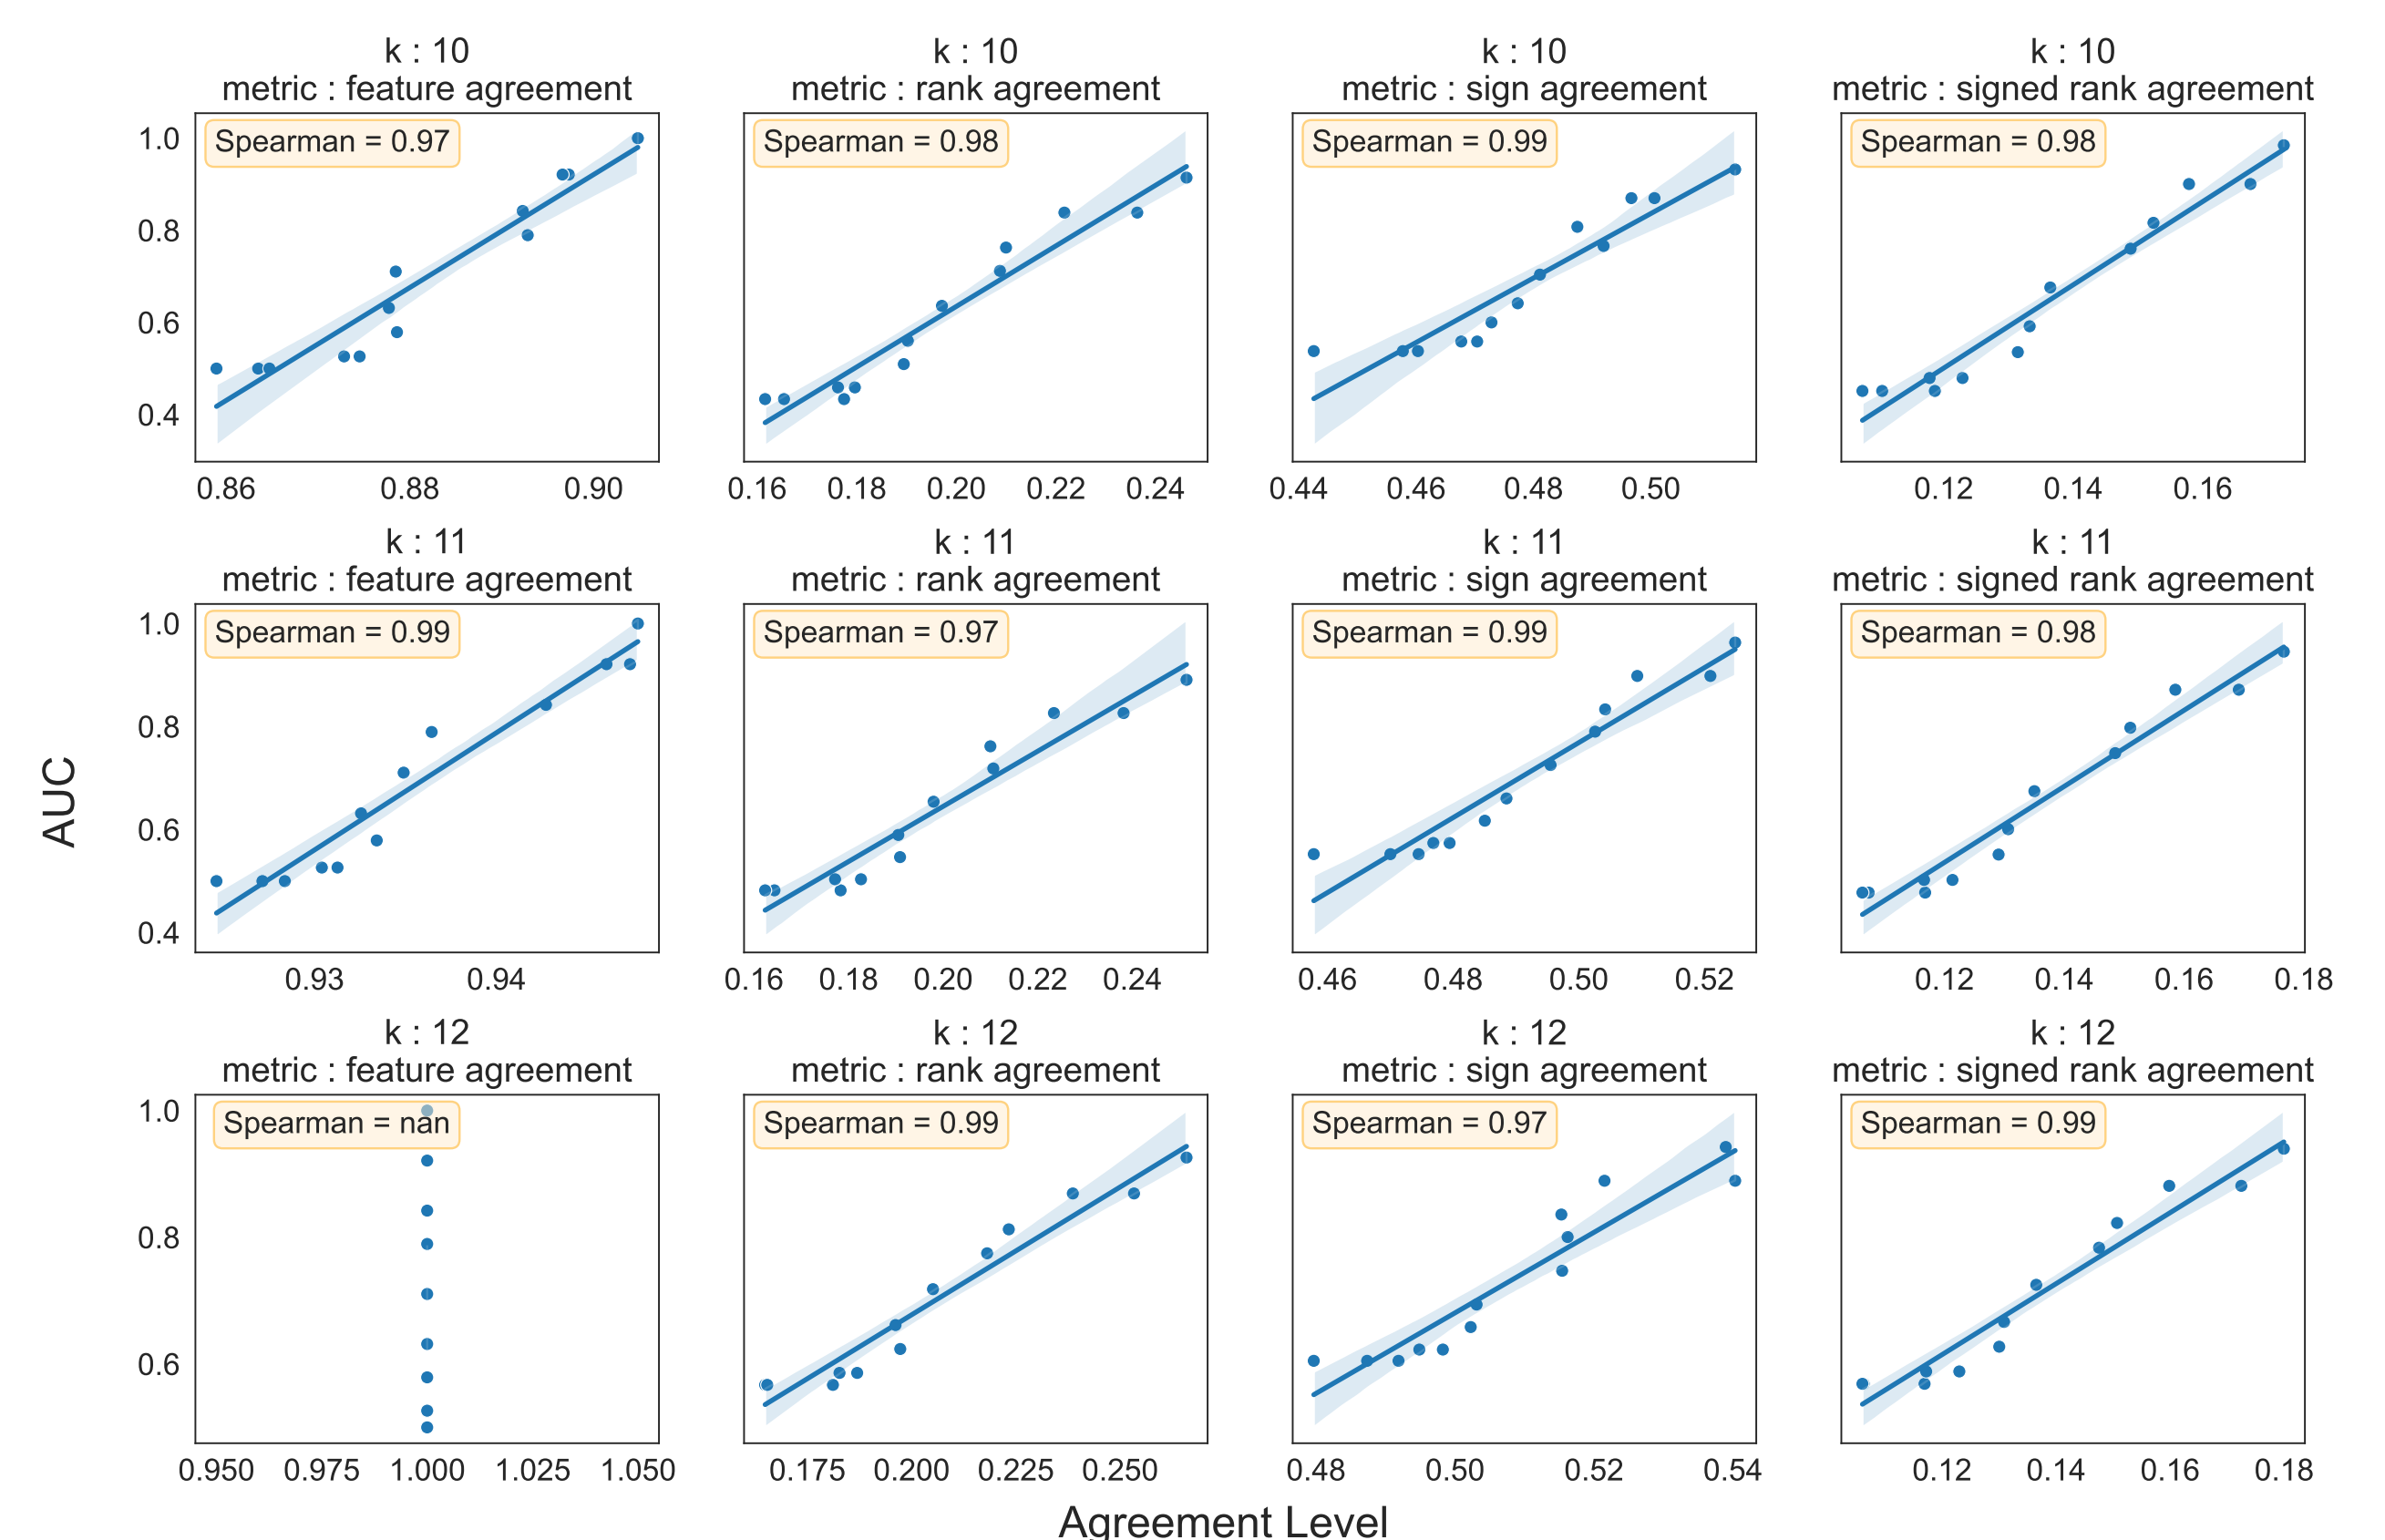 k : 10
metric : feature agreement
k : 10
metric : rank agreement
k : 10
metric : sign agreement
k : 10
metric : signed rank agreement
Spearman = 0.97
Spearman = 0.98
Spearman = 0.99
Spearman = 0.98
1.0
0.8
0.6
0.4
0.86 0.88 0.90
0.16 0.18 0.20 0.22 0.24
0.44 0.46 0.48 0.50
0.12 0.14 0.16
k : 11
metric : feature agreement
k : 11
metric : rank agreement
k : 11
metric : sign agreement
k : 11
metric : signed rank agreement
Spearman = 0.99
Spearman = 0.97
Spearman = 0.99
Spearman = 0.98
1.0
0.8
0.6
0.4
AUC
0.93 0.94
0.16 0.18 0.20 0.22 0.24
0.46 0.48 0.50 0.52
0.12 0.14 0.16 0.18
k : 12
metric : feature agreement
k : 12
metric : rank agreement
k : 12
metric : sign agreement
k : 12
metric : signed rank agreement
Spearman = nan
Spearman = 0.99
Spearman = 0.97
Spearman = 0.99
1.0
0.8
0.6
0.950 0.975 1.000 1.025 1.050
0.175 0.200 0.225 0.250
0.48 0.50 0.52 0.54
0.12 0.14 0.16 0.18
Agreement Level